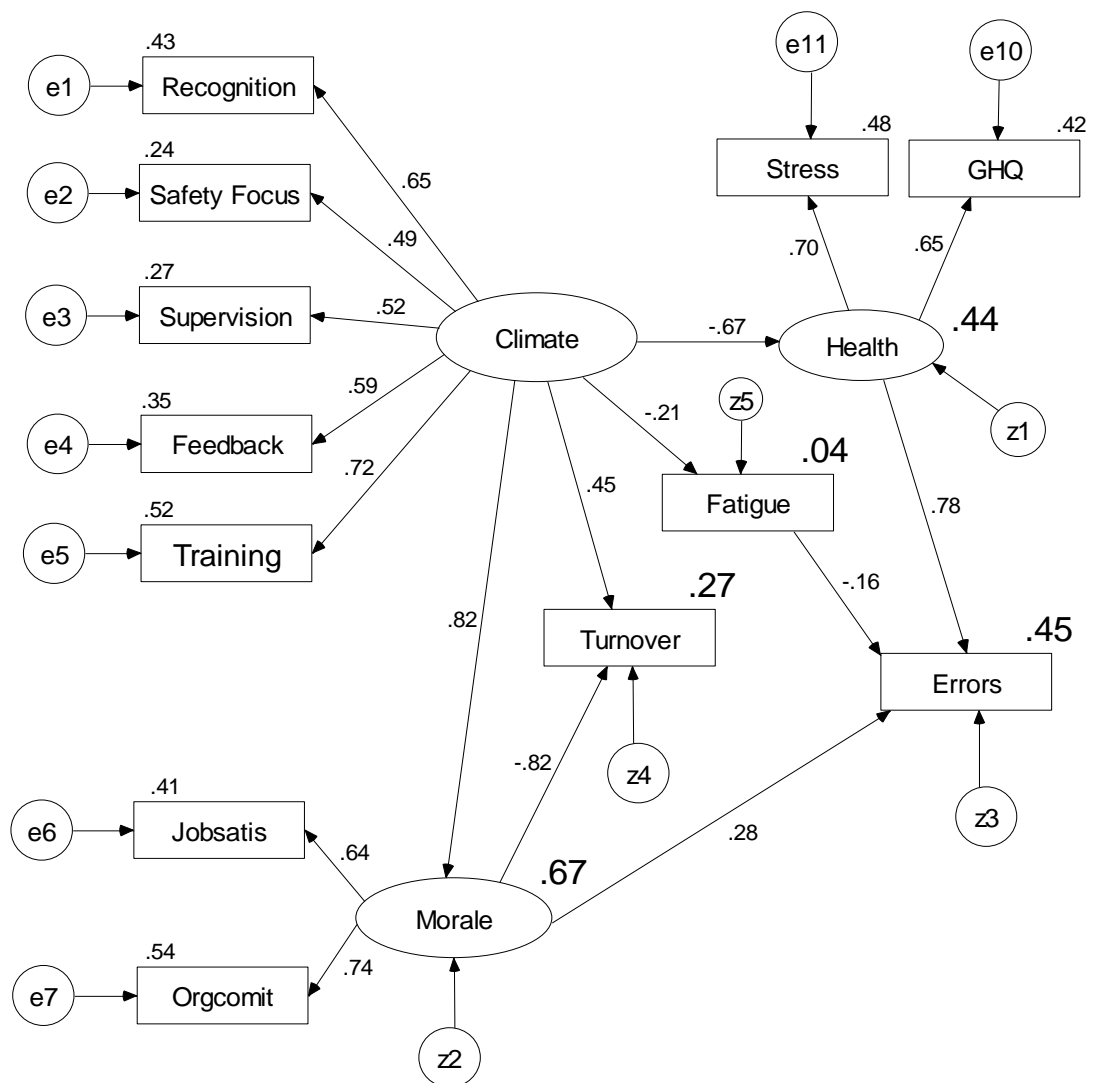 .43
e1
Recognition
.65
.24
e2
Safety Focus
.49
.27
e3
Supervision
.52
.35
e4
Feedback
.59
.52
e5
Training
.72
Climate
-.67
Health
.44
z1
e11
e10
.48
Stress
.42
GHQ
.70
.65
z5
-.21
.04
Fatigue
.45
.78
-.16
.27
Turnover
.82
-.82
z4
.45
Errors
z3
.28
.41
e6
Jobsatis
.64
.67
Morale
.54
e7
Orgcomit
.74
z2